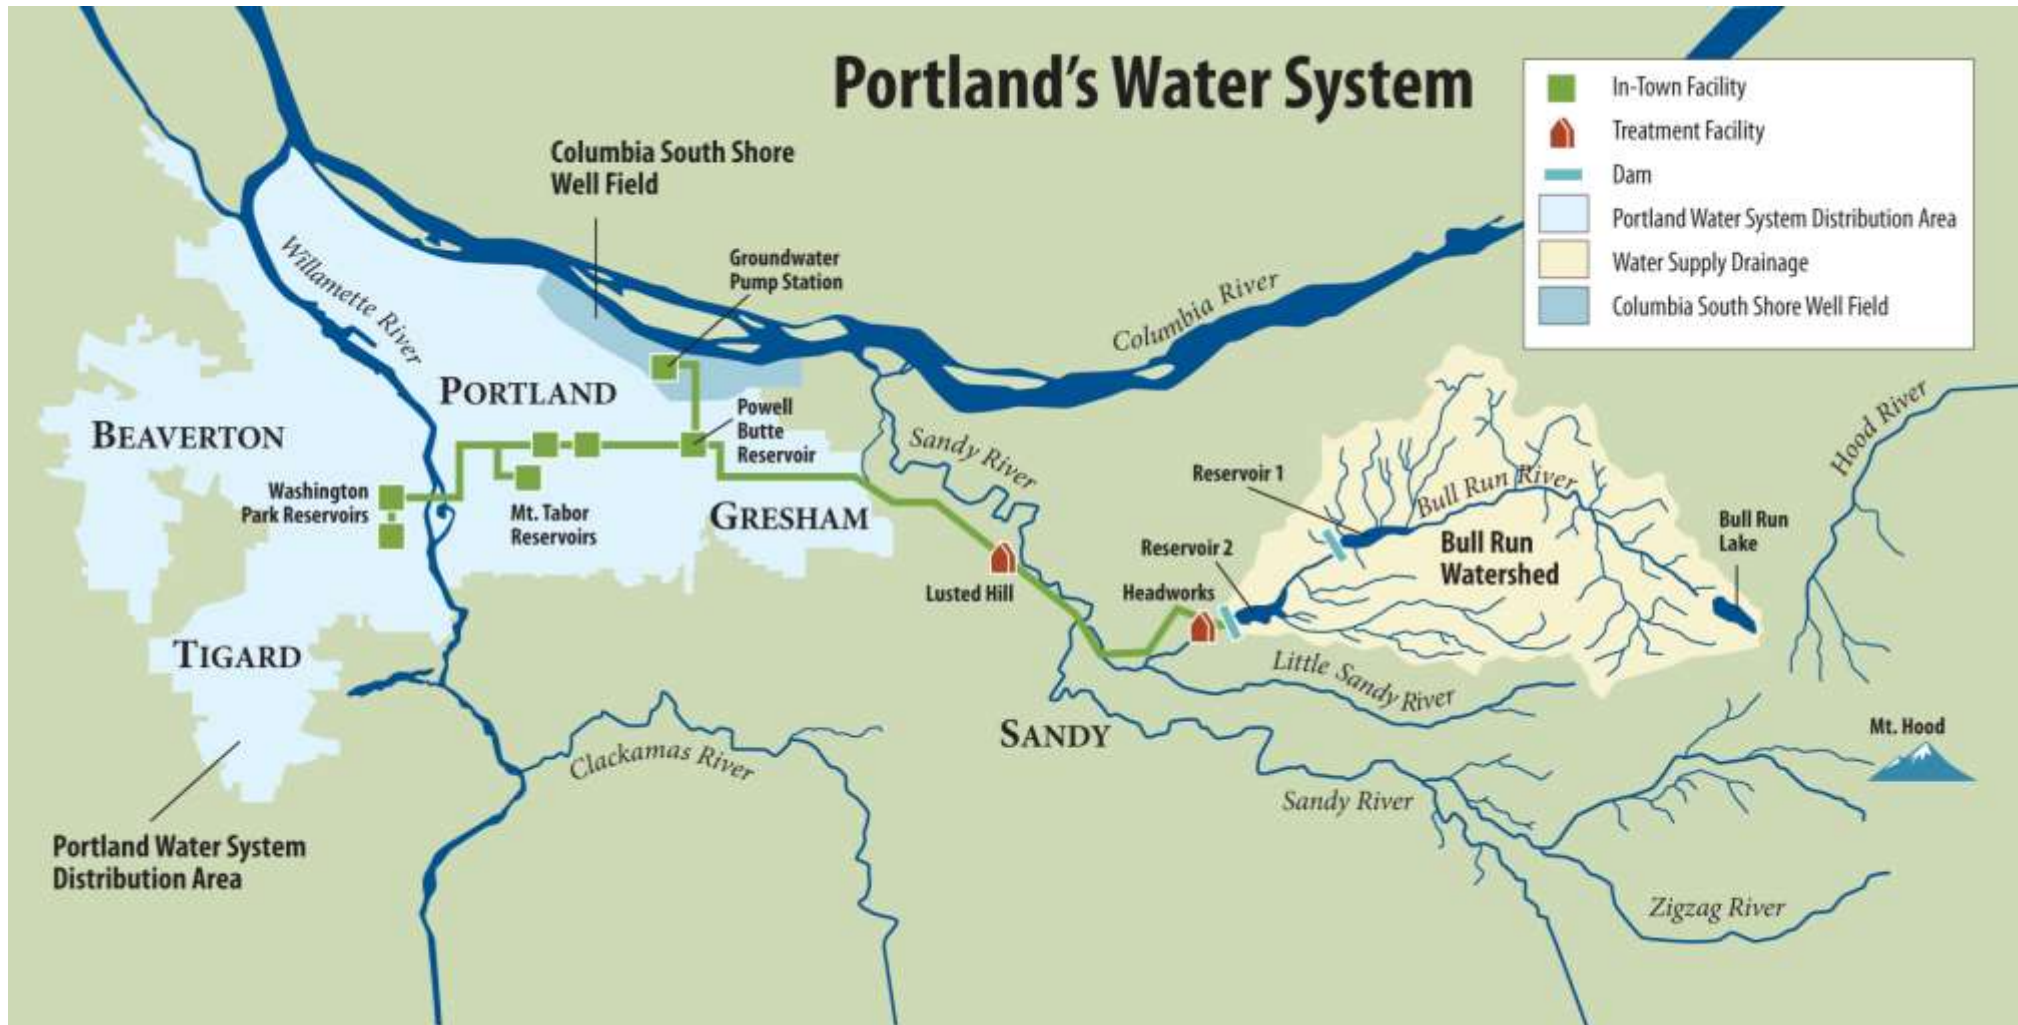 Portland's Water System
In-Town Facility
Treatment Facility
Dam
Portland Water System Distribution Area
Water Supply Drainage
Columbia South Shore Well Field
Columbia South Shore
Well Field
Groundwater
Pump Station
Willamette River
Columbia River
PORTLAND
BEAVERTON
Powell
Butte
Reservoir
Sandy River
Hood River
Washington
Park Reservoirs
Mt. Tabor
Reservoirs
GRESHAM
Reservoir 1
Bull Run River
Bull Run
Watershed
Bull Run
Lake
Reservoir 2
Lusted Hill
Headworks
TIGARD
Little Sandy River
SANDY
Mt. Hood
Clackamas River
Sandy River
Portland Water System
Distribution Area
Zigzag River